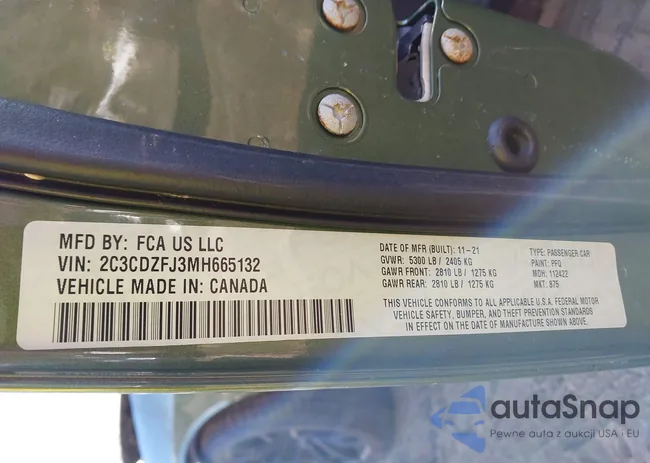 MFD BY: FCA US LLC
VIN: 2C3CDZFJ3MH665132
VEHICLE MADE IN: CANADA
DATE OF MFR (BUILT): 11-21
GVWR: 5300 LB / 2405 KG
GAWR FRONT: 2810 LB / 1275 KG
GAWR REAR: 2810 LB / 1275 KG
TYPE: PASSENGER CAR
PAINT: PFQ
MDH: 112422
MKT: 875
THIS VEHICLE CONFORMS TO ALL APPLICABLE U.S.A. FEDERAL MOTOR
VEHICLE SAFETY, BUMPER, AND THEFT PREVENTION STANDARDS
IN EFFECT ON THE DATE OF MANUFACTURE SHOWN ABOVE.
autaSnap
Pewne auta z aukcji USA i EU